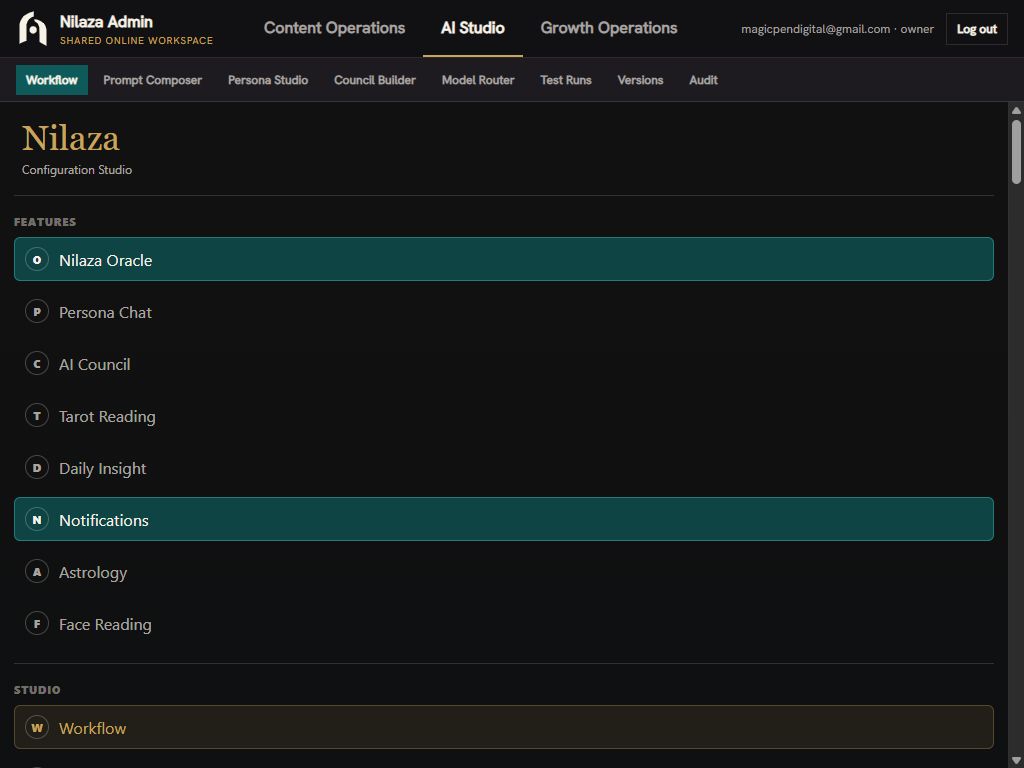 Nilaza Admin
SHARED ONLINE WORKSPACE
Content Operations
AI Studio
Growth Operations
magicpendigital@gmail.com · owner
Log out
Workflow
Prompt Composer
Persona Studio
Council Builder
Model Router
Test Runs
Versions
Audit
Nilaza
Configuration Studio
FEATURES
O Nilaza Oracle
P Persona Chat
C AI Council
T Tarot Reading
D Daily Insight
N Notifications
A Astrology
F Face Reading
STUDIO
W Workflow